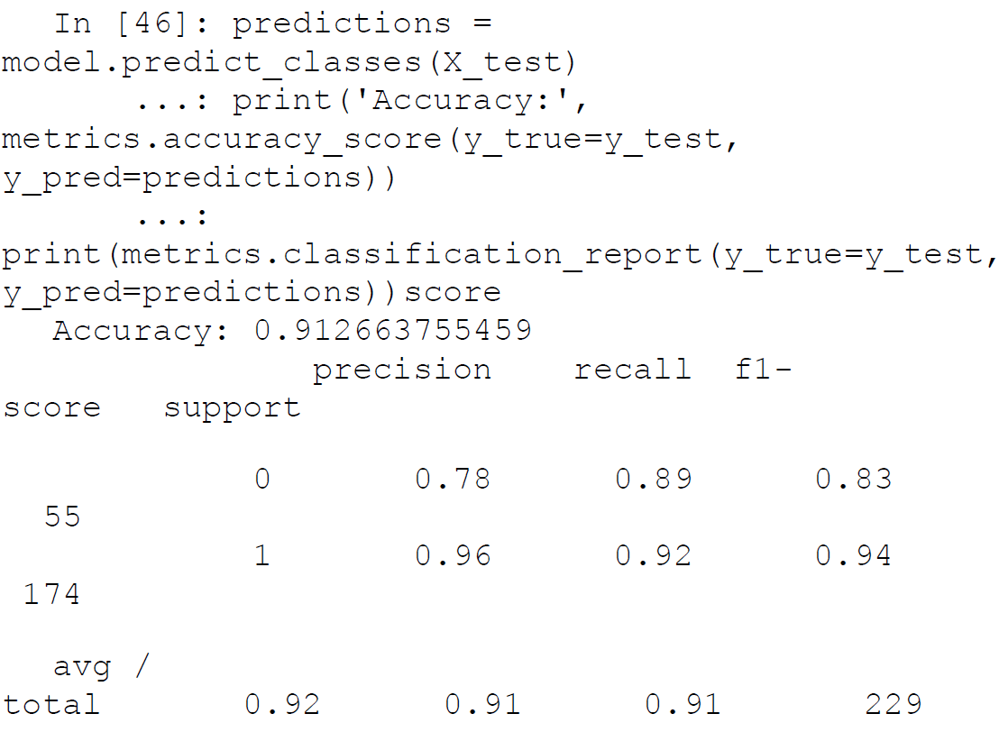 In [46]: predictions =
model.predict_classes(X_test)
...: print('Accuracy:',
metrics.accuracy_score(y_true=y_test,
y_pred=predictions))
...:
print(metrics.classification_report(y_true=y_test,
y_pred=predictions))score
Accuracy: 0.912663755459
precision recall f1-
score support
0 0.78 0.89 0.83
55
1 0.96 0.92 0.94
174
avg /
total 0.92 0.91 0.91 229